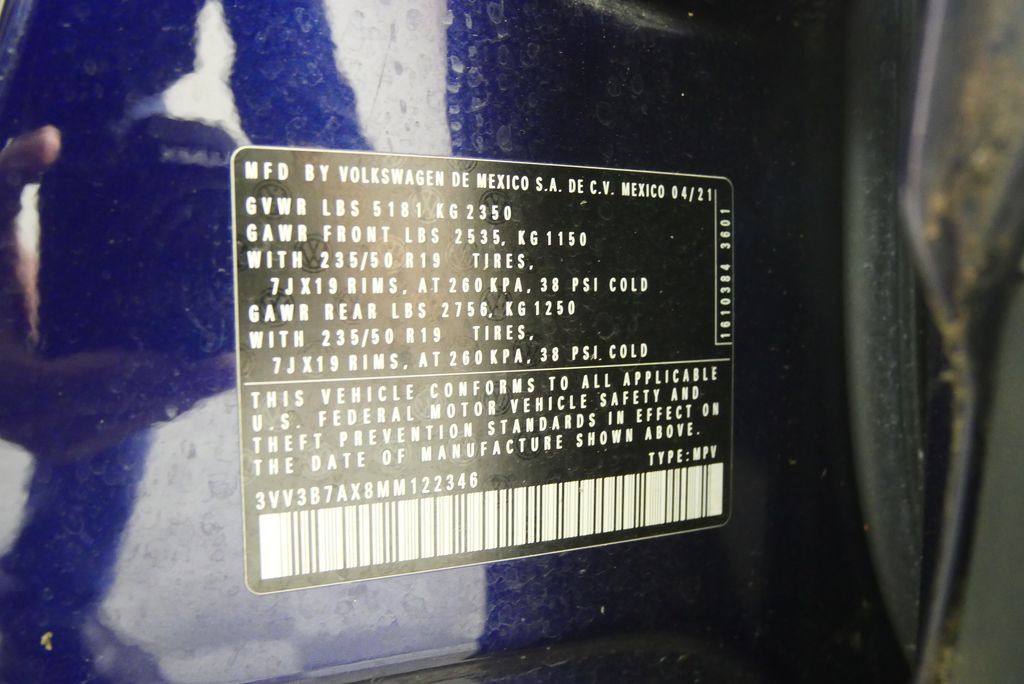 MFD BY VOLKSWAGEN DE MEXICO S.A. DE C.V. MEXICO 04/21
GVWR LBS 5181 KG 2350
GAWR FRONT LBS 2535, KG 1150
WITH 235/50 R19 TIRES,
7JX19 RIMS, AT 260 KPA, 38 PSI COLD
GAWR REAR LBS 2756, KG 1250
WITH 235/50 R19 TIRES,
7JX19 RIMS, AT 260 KPA, 38 PSI. COLD
1610384 3601
THIS VEHICLE CONFORMS TO ALL APPLICABLE
U.S. FEDERAL MOTOR VEHICLE SAFETY AND
THEFT PREVENTION STANDARDS IN EFFECT ON
THE DATE OF MANUFACTURE SHOWN ABOVE.
TYPE: MPV
3VV3B7AX8MM122346